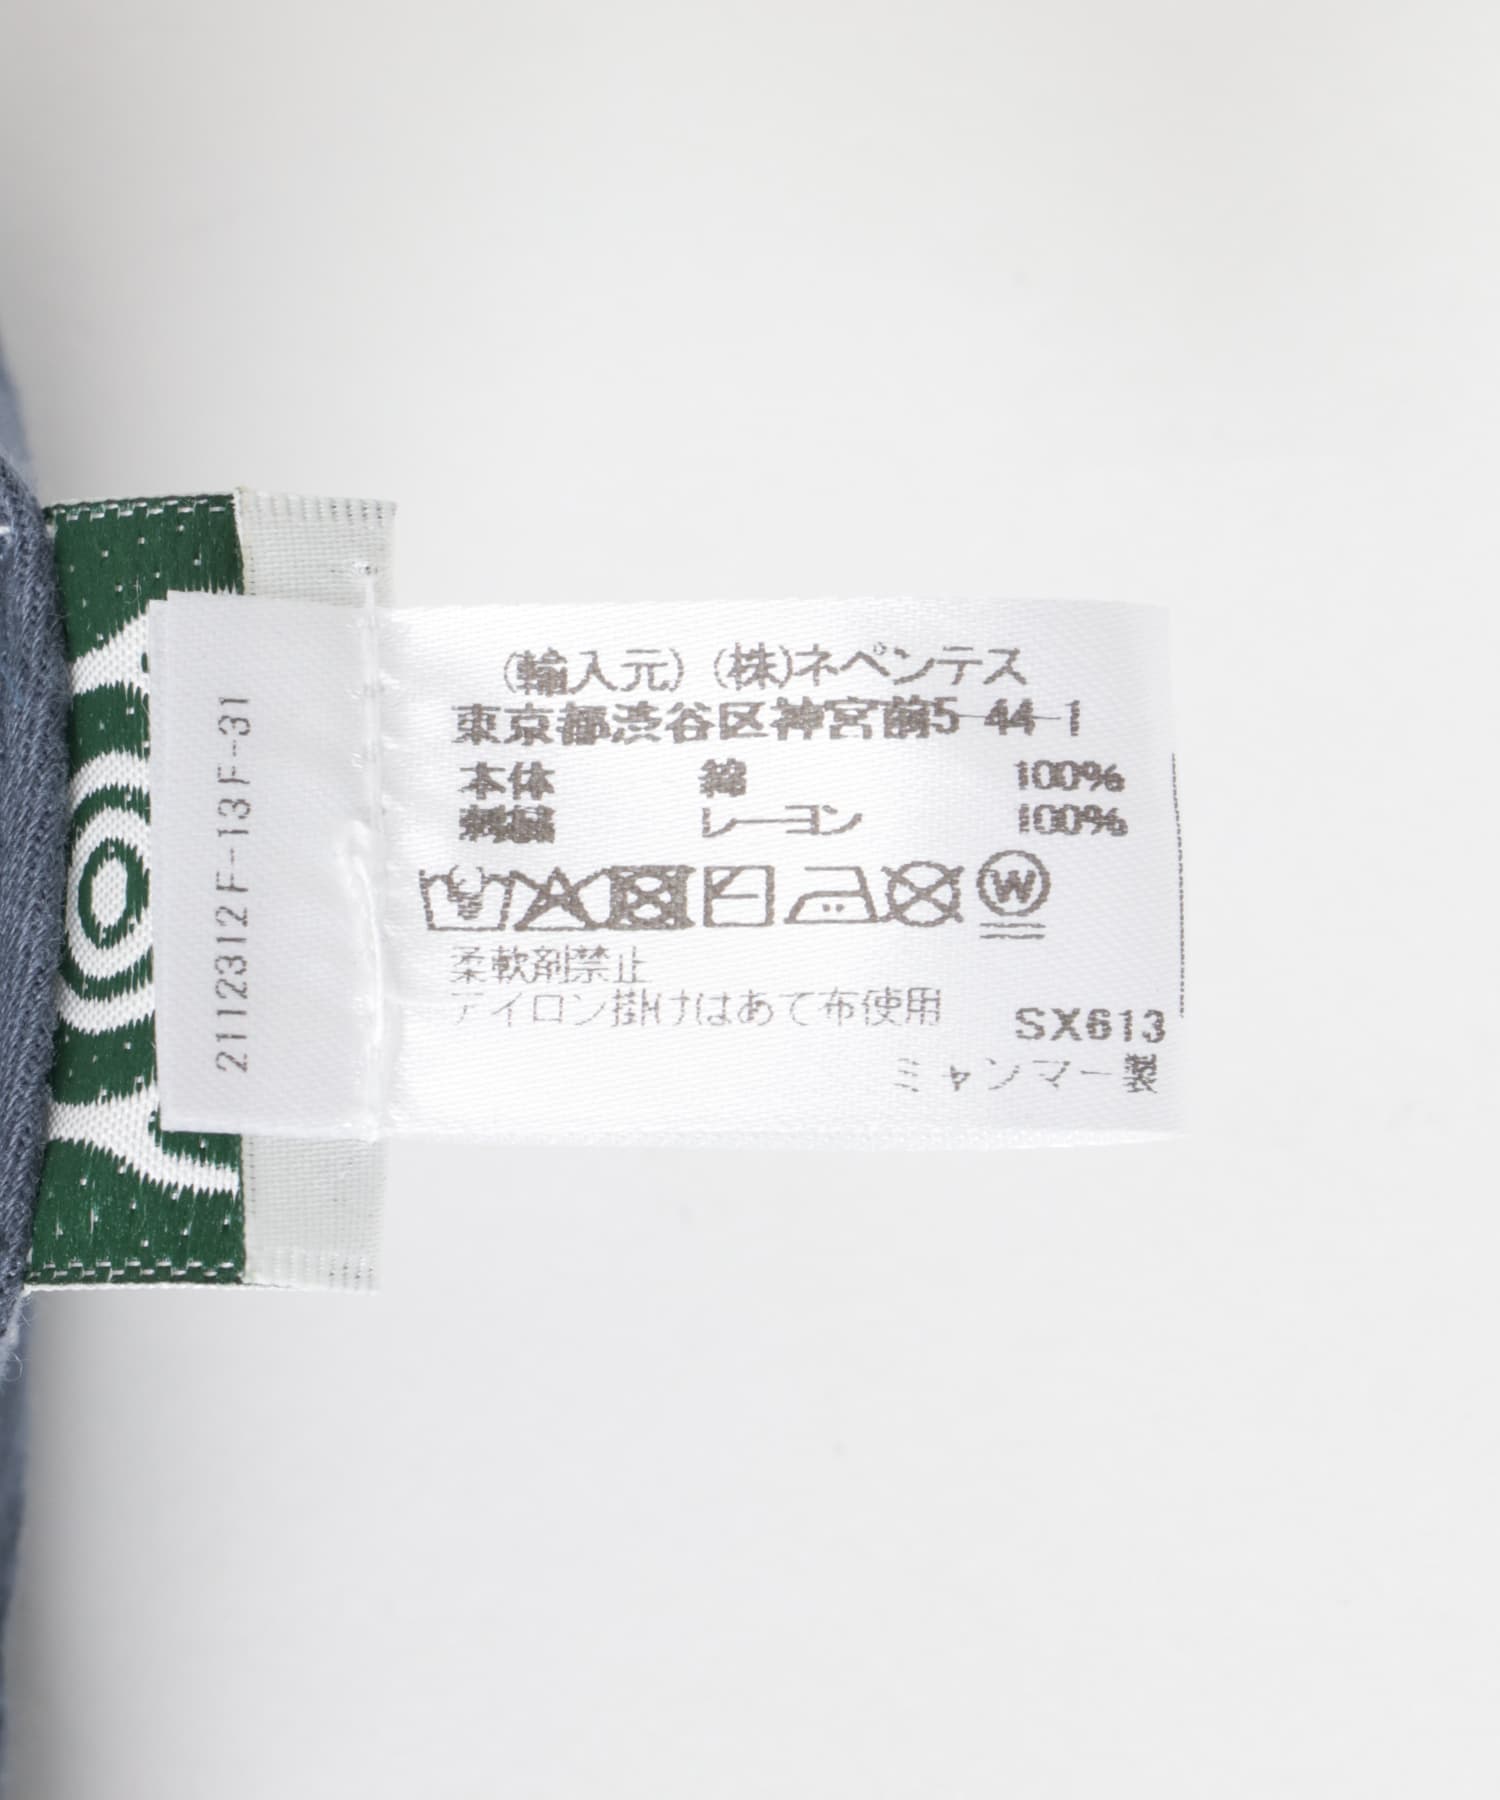 (輸入元) (株)ネペンテス
東京都渋谷区神宮前5-44-1
本体 綿 100%
刺繍 レーヨン 100%
W
柔軟剤禁止
アイロン掛けはあて布使用
SX613
ミャンマー製
2112312F-13F-31